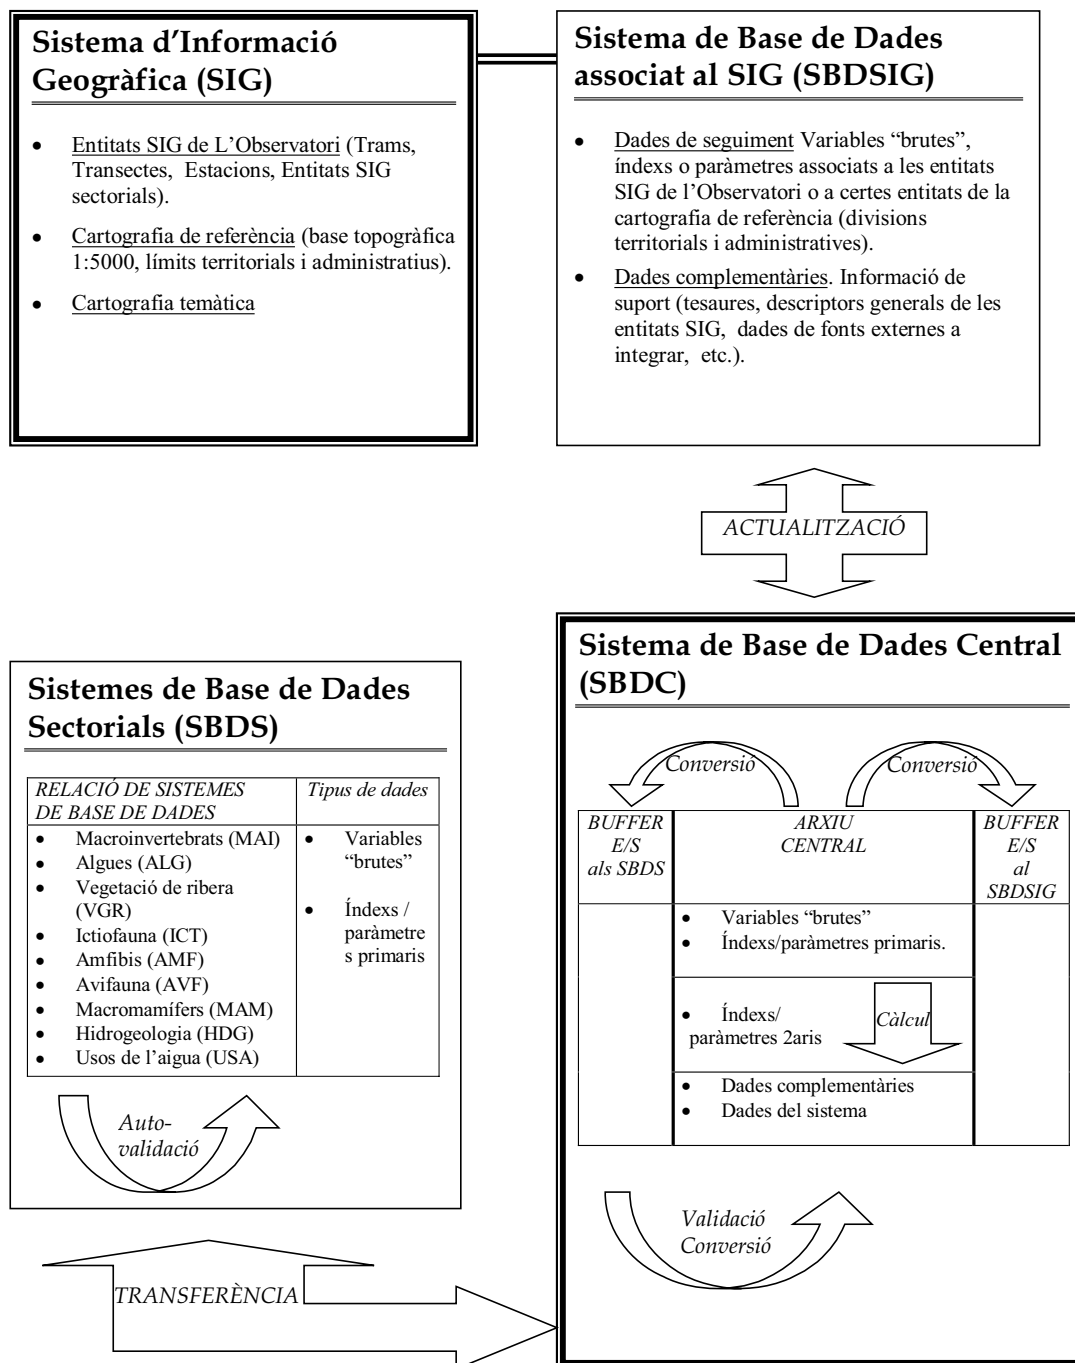 Sistema d'Informació
Geogràfica (SIG)
• Entitats SIG de L'Observatori (Trams,
Transectes, Estacions, Entitats SIG
sectorials).
• Cartografia de referència (base topogràfica
1:5000, límits territorials i administratius).
• Cartografia temàtica
Sistema de Base de Dades
associat al SIG (SBDSIG)
• Dades de seguiment Variables “brutes”,
índexs o paràmetres associats a les entitats
SIG de l'Observatori o a certes entitats de la
cartografia de referència (divisions
territorials i administratives).
• Dades complementàries. Informació de
suport (tesaures, descriptors generals de les
entitats SIG, dades de fonts externes a
integrar, etc.).
ACTUALITZACIÓ
Sistemes de Base de Dades
Sectorials (SBDS)
RELACIÓ DE SISTEMES
DE BASE DE DADES
• Macroinvertebrats (MAI)
• Algues (ALG)
• Vegetació de ribera
(VGR)
• Ictiofauna (ICT)
• Amfibis (AMF)
• Avifauna (AVF)
• Macromamífers (MAM)
• Hidrogeologia (HDG)
• Usos de l'aigua (USA)
Tipus de dades
• Variables
“brutes”
• Índexs /
paràmetre
s primaris
Auto-
validació
TRANSFERÈNCIA
Sistema de Base de Dades Central
(SBDC)
Conversió
Conversió
BUFFER
E/S
als SBDS
ARXIU
CENTRAL
BUFFER
E/S
al
SBDSIG
• Variables “brutes”
• Índexs/paràmetres primaris.
• Índexs/
paràmetres 2aris
Càlcul
• Dades complementàries
• Dades del sistema
Validació
Conversió